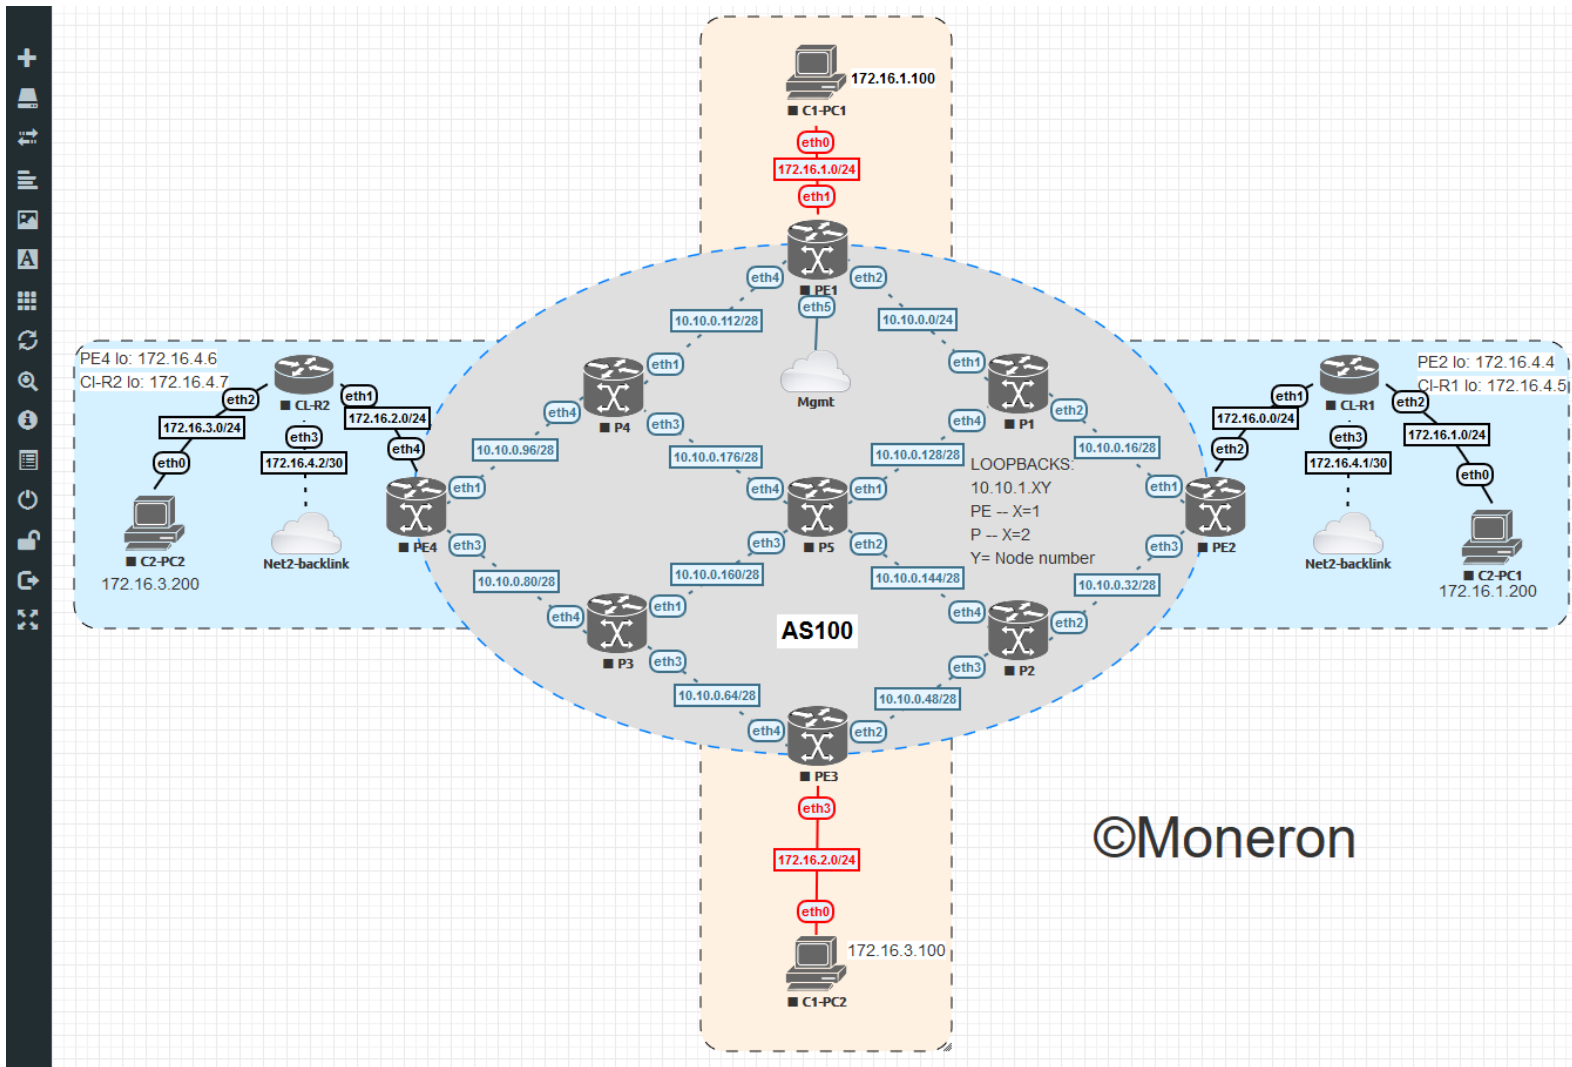 172.16.1.100
C1-PC1
eth0
172.16.1.0/24
eth1
PE1
eth4
eth2
eth5
10.10.0.112/28
10.10.0.0/24
Mgmt
PE4 lo: 172.16.4.6
Cl-R2 lo: 172.16.4.7
CL-R2
eth2
eth1
172.16.3.0/24
172.16.2.0/24
eth3
eth4
172.16.4.2/30
eth0
C2-PC2
172.16.3.200
Net2-backlink
PE4
eth1
eth3
10.10.0.96/28
10.10.0.80/28
eth1
eth4
P4
eth3
10.10.0.176/28
eth4
eth1
eth3
P5
eth2
10.10.0.160/28
10.10.0.128/28
10.10.0.144/28
eth1
eth4
P1
eth2
10.10.0.16/28
LOOPBACKS:
10.10.1.XY
PE -- X=1
P -- X=2
Y= Node number
eth1
PE2
eth3
10.10.0.32/28
PE2 lo: 172.16.4.4
Cl-R1 lo: 172.16.4.5
CL-R1
eth1
eth2
172.16.0.0/24
172.16.1.0/24
eth3
eth2
172.16.4.1/30
eth0
Net2-backlink
C2-PC1
172.16.1.200
eth4
eth1
P3
eth3
10.10.0.64/28
AS100
eth4
eth2
P2
eth3
10.10.0.48/28
eth4
eth2
PE3
eth3
172.16.2.0/24
eth0
172.16.3.100
C1-PC2
©Moneron